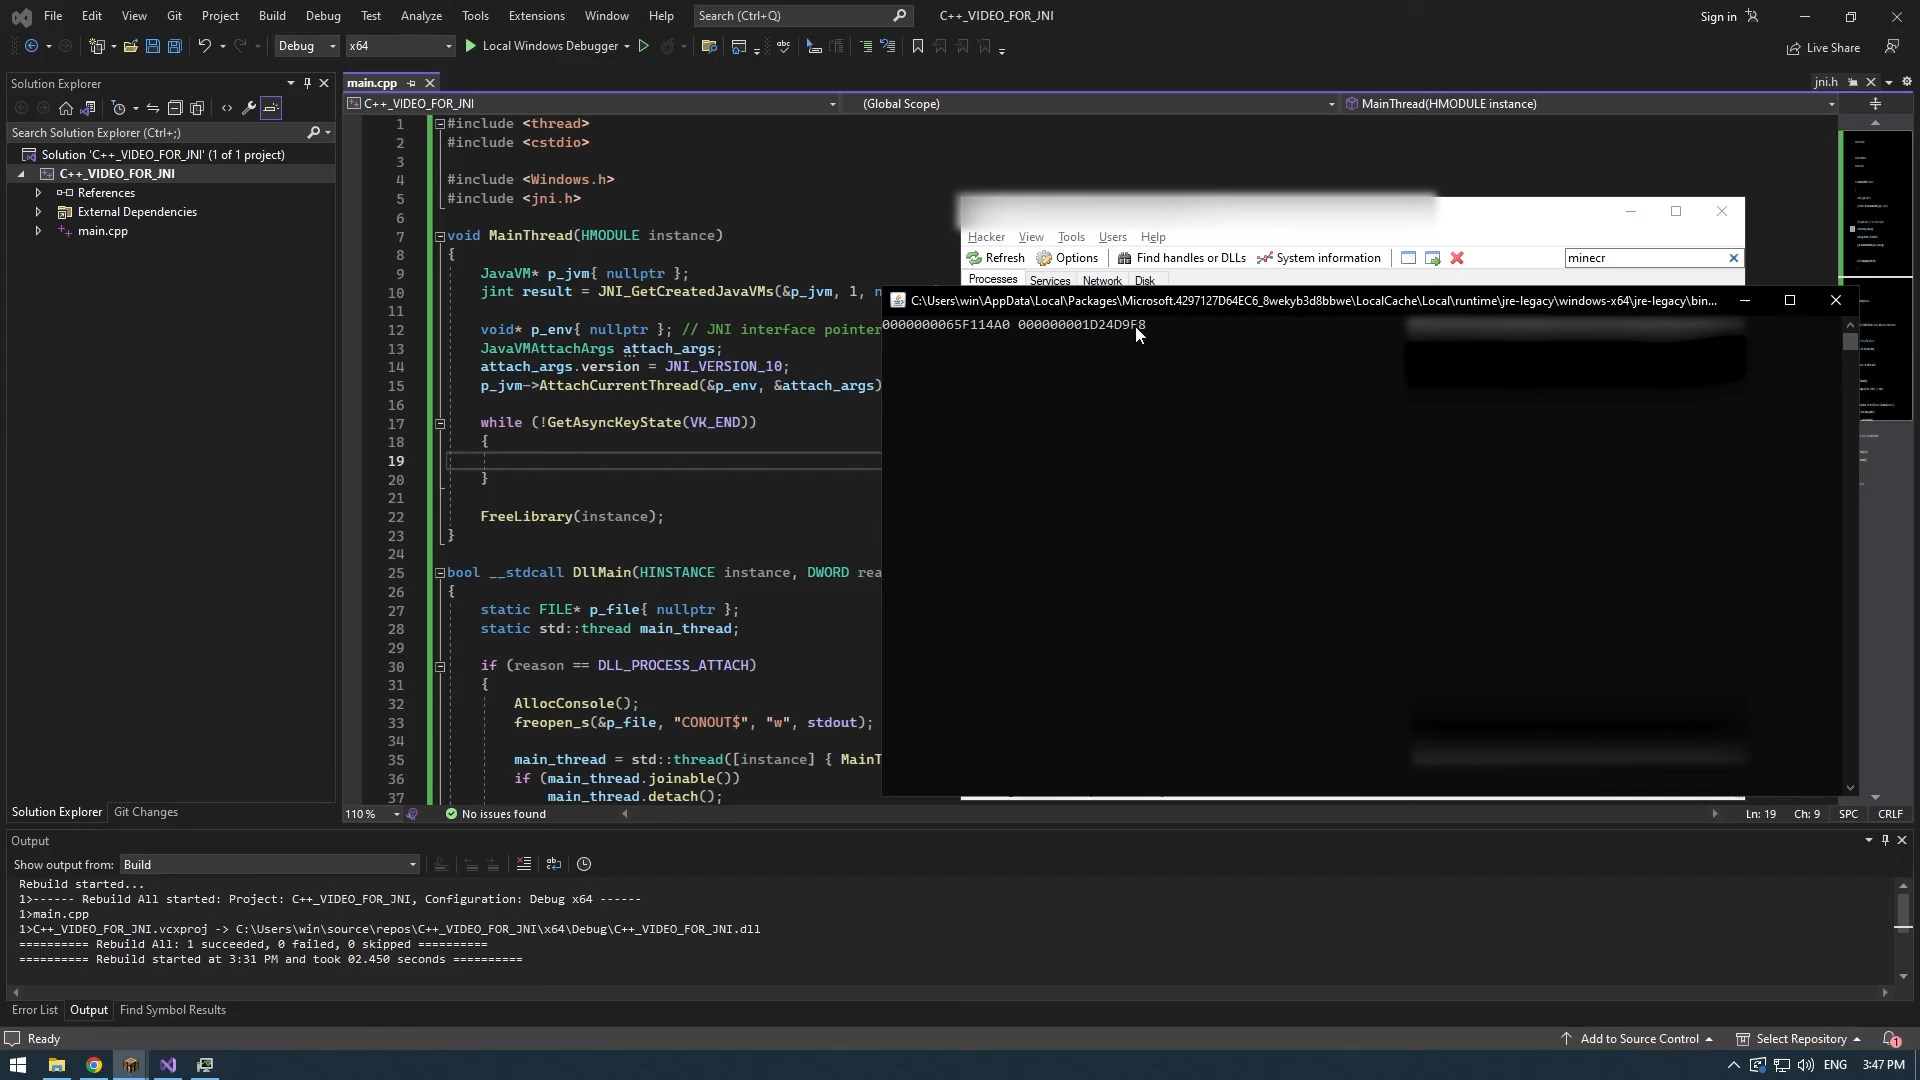 File Edit View Git Project Build Debug Test Analyze Tools Extensions Window Help Search (Ctrl+Q) C++_VIDEO_FOR_JNI Sign in
Debug x64 Local Windows Debugger Live Share
Solution Explorer
Search Solution Explorer (Ctrl+;)
Solution 'C++_VIDEO_FOR_JNI' (1 of 1 project)
C++_VIDEO_FOR_JNI
References
External Dependencies
main.cpp
main.cpp jni.h
C++_VIDEO_FOR_JNI (Global Scope) MainThread(HMODULE instance)
1 #include <thread>
2 #include <cstdio>
3
4 #include <Windows.h>
5 #include <jni.h>
6
7 void MainThread(HMODULE instance)
8 {
9 JavaVM* p_jvm{ nullptr };
10 jint result = JNI_GetCreatedJavaVMs(&p_jvm, 1, n
11
12 void* p_env{ nullptr }; // JNI interface pointer
13 JavaVMAttachArgs attach_args;
14 attach_args.version = JNI_VERSION_10;
15 p_jvm->AttachCurrentThread(&p_env, &attach_args)
16
17 while (!GetAsyncKeyState(VK_END))
18 {
19
20 }
21
22 FreeLibrary(instance);
23 }
24
25 bool __stdcall DllMain(HINSTANCE instance, DWORD rea
26 {
27 static FILE* p_file{ nullptr };
28 static std::thread main_thread;
29
30 if (reason == DLL_PROCESS_ATTACH)
31 {
32 AllocConsole();
33 freopen_s(&p_file, "CONOUT$", "w", stdout);
34
35 main_thread = std::thread([instance] { MainT
36 if (main_thread.joinable())
37 main_thread.detach();
Hacker View Tools Users Help
Refresh Options Find handles or DLLs System information minecr
Processes Services Network Disk
C:\Users\win\AppData\Local\Packages\Microsoft.4297127D64EC6_8wekyb3d8bbwe\LocalCache\Local\runtime\jre-legacy\windows-x64\jre-legacy\bin...
0000000065F114A0 000000001D24D9F8
Solution Explorer Git Changes
110 % No issues found Ln: 19 Ch: 9 SPC CRLF
Output
Show output from: Build
Rebuild started...
1>------ Rebuild All started: Project: C++_VIDEO_FOR_JNI, Configuration: Debug x64 ------
1>main.cpp
1>C++_VIDEO_FOR_JNI.vcxproj -> C:\Users\win\source\repos\C++_VIDEO_FOR_JNI\x64\Debug\C++_VIDEO_FOR_JNI.dll
========== Rebuild All: 1 succeeded, 0 failed, 0 skipped ==========
========== Rebuild started at 3:31 PM and took 02.450 seconds ==========
Error List Output Find Symbol Results
Ready Add to Source Control Select Repository 1
ENG 3:47 PM